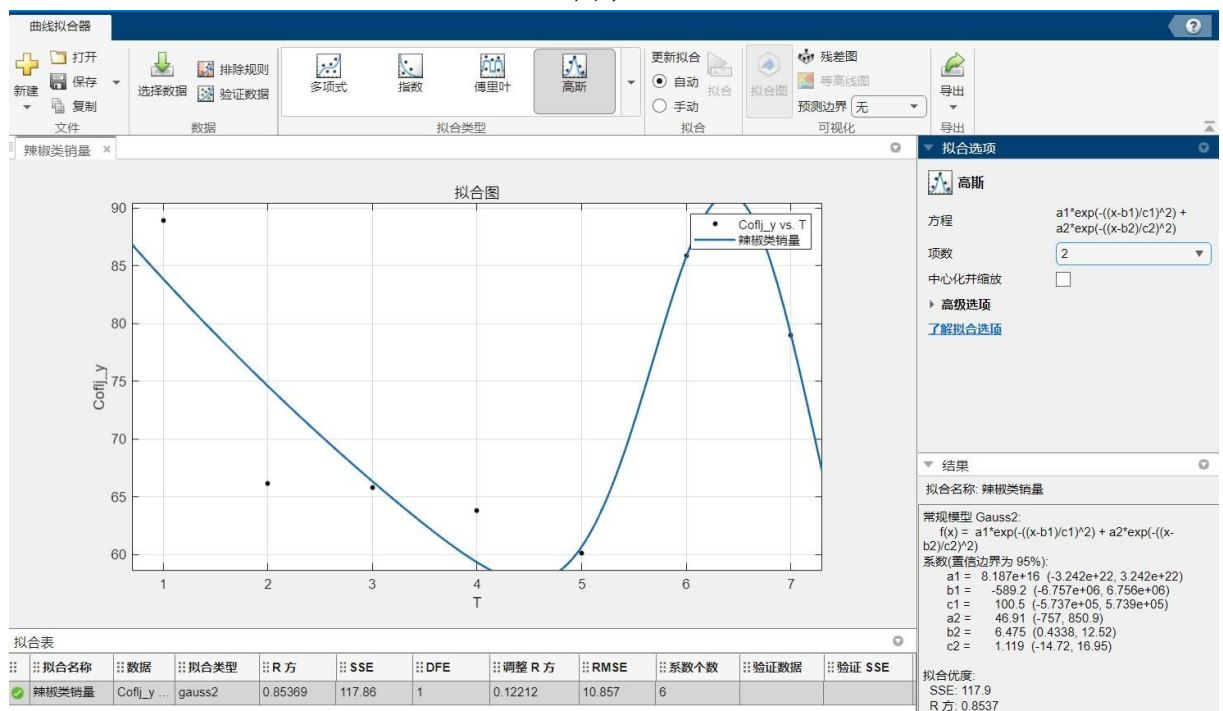 曲线拟合器
?
新建
打开
保存
复制
文件
选择数据
排除规则
验证数据
数据
多项式
指数
傅里叶
高斯
拟合类型
更新拟合
自动
手动
拟合
拟合
拟合图
残差图
等高线图
预测边界 无
可视化
导出
导出
辣椒类销量 ×
拟合图
Coflj_y vs. T
辣椒类销量
90
85
80
75
70
65
60
Coflj_y
1 2 3 4 5 6 7
T
拟合表
拟合名称 数据 拟合类型 R 方 SSE DFE 调整 R 方 RMSE 系数个数 验证数据 验证 SSE
辣椒类销量 Coflj_y ... gauss2 0.85369 117.86 1 0.12212 10.857 6
拟合选项
高斯
方程 a1*exp(-((x-b1)/c1)^2) +
a2*exp(-((x-b2)/c2)^2)
项数 2
中心化并缩放
高级选项
了解拟合选项
结果
拟合名称: 辣椒类销量
常规模型 Gauss2:
f(x) = a1*exp(-((x-b1)/c1)^2) + a2*exp(-((x-
b2)/c2)^2)
系数(置信边界为 95%):
a1 = 8.187e+16 (-3.242e+22, 3.242e+22)
b1 = -589.2 (-6.757e+06, 6.756e+06)
c1 = 100.5 (-5.737e+05, 5.739e+05)
a2 = 46.91 (-757, 850.9)
b2 = 6.475 (0.4338, 12.52)
c2 = 1.119 (-14.72, 16.95)
拟合优度:
SSE: 117.9
R 方: 0.8537